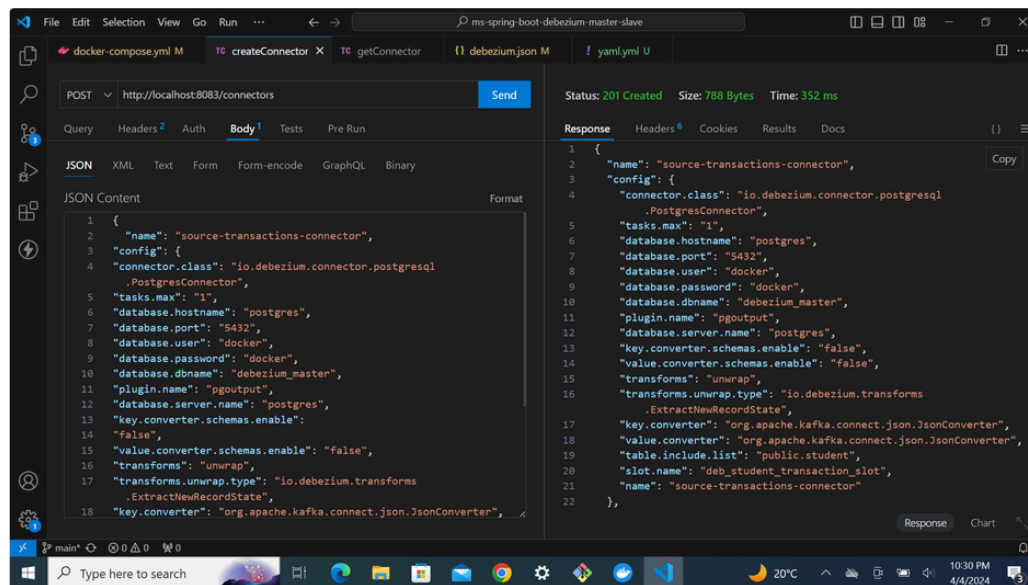 File Edit Selection View Go Run ··· ← → ms-spring-boot-debezium-master-slave
docker-compose.yml M TC createConnector × TC getConnector {} debezium.json M ! yaml.yml U
POST http://localhost:8083/connectors Send
Status: 201 Created Size: 788 Bytes Time: 352 ms
Query Headers 2 Auth Body 1 Tests Pre Run
Response Headers 6 Cookies Results Docs { }
JSON XML Text Form Form-encode GraphQL Binary
JSON Content Format
1 {
2 "name": "source-transactions-connector",
3 "config": {
4 "connector.class": "io.debezium.connector.postgresql
.PostgresConnector",
5 "tasks.max": "1",
6 "database.hostname": "postgres",
7 "database.port": "5432",
8 "database.user": "docker",
9 "database.password": "docker",
10 "database.dbname": "debezium_master",
11 "plugin.name": "pgoutput",
12 "database.server.name": "postgres",
13 "key.converter.schemas.enable":
14 "false",
15 "value.converter.schemas.enable": "false",
16 "transforms": "unwrap",
17 "transforms.unwrap.type": "io.debezium.transforms
.ExtractNewRecordState",
18 "key.converter": "org.apache.kafka.connect.json.JsonConverter",
Copy
1 {
2 "name": "source-transactions-connector",
3 "config": {
4 "connector.class": "io.debezium.connector.postgresql
.PostgresConnector",
5 "tasks.max": "1",
6 "database.hostname": "postgres",
7 "database.port": "5432",
8 "database.user": "docker",
9 "database.password": "docker",
10 "database.dbname": "debezium_master",
11 "plugin.name": "pgoutput",
12 "database.server.name": "postgres",
13 "key.converter.schemas.enable": "false",
14 "value.converter.schemas.enable": "false",
15 "transforms": "unwrap",
16 "transforms.unwrap.type": "io.debezium.transforms
.ExtractNewRecordState",
17 "key.converter": "org.apache.kafka.connect.json.JsonConverter",
18 "value.converter": "org.apache.kafka.connect.json.JsonConverter",
19 "table.include.list": "public.student",
20 "slot.name": "deb_student_transaction_slot",
21 "name": "source-transactions-connector"
22 },
Response Chart
3
1
main* 0 0 0
Type here to search
20°C
10:30 PM
4/4/2024